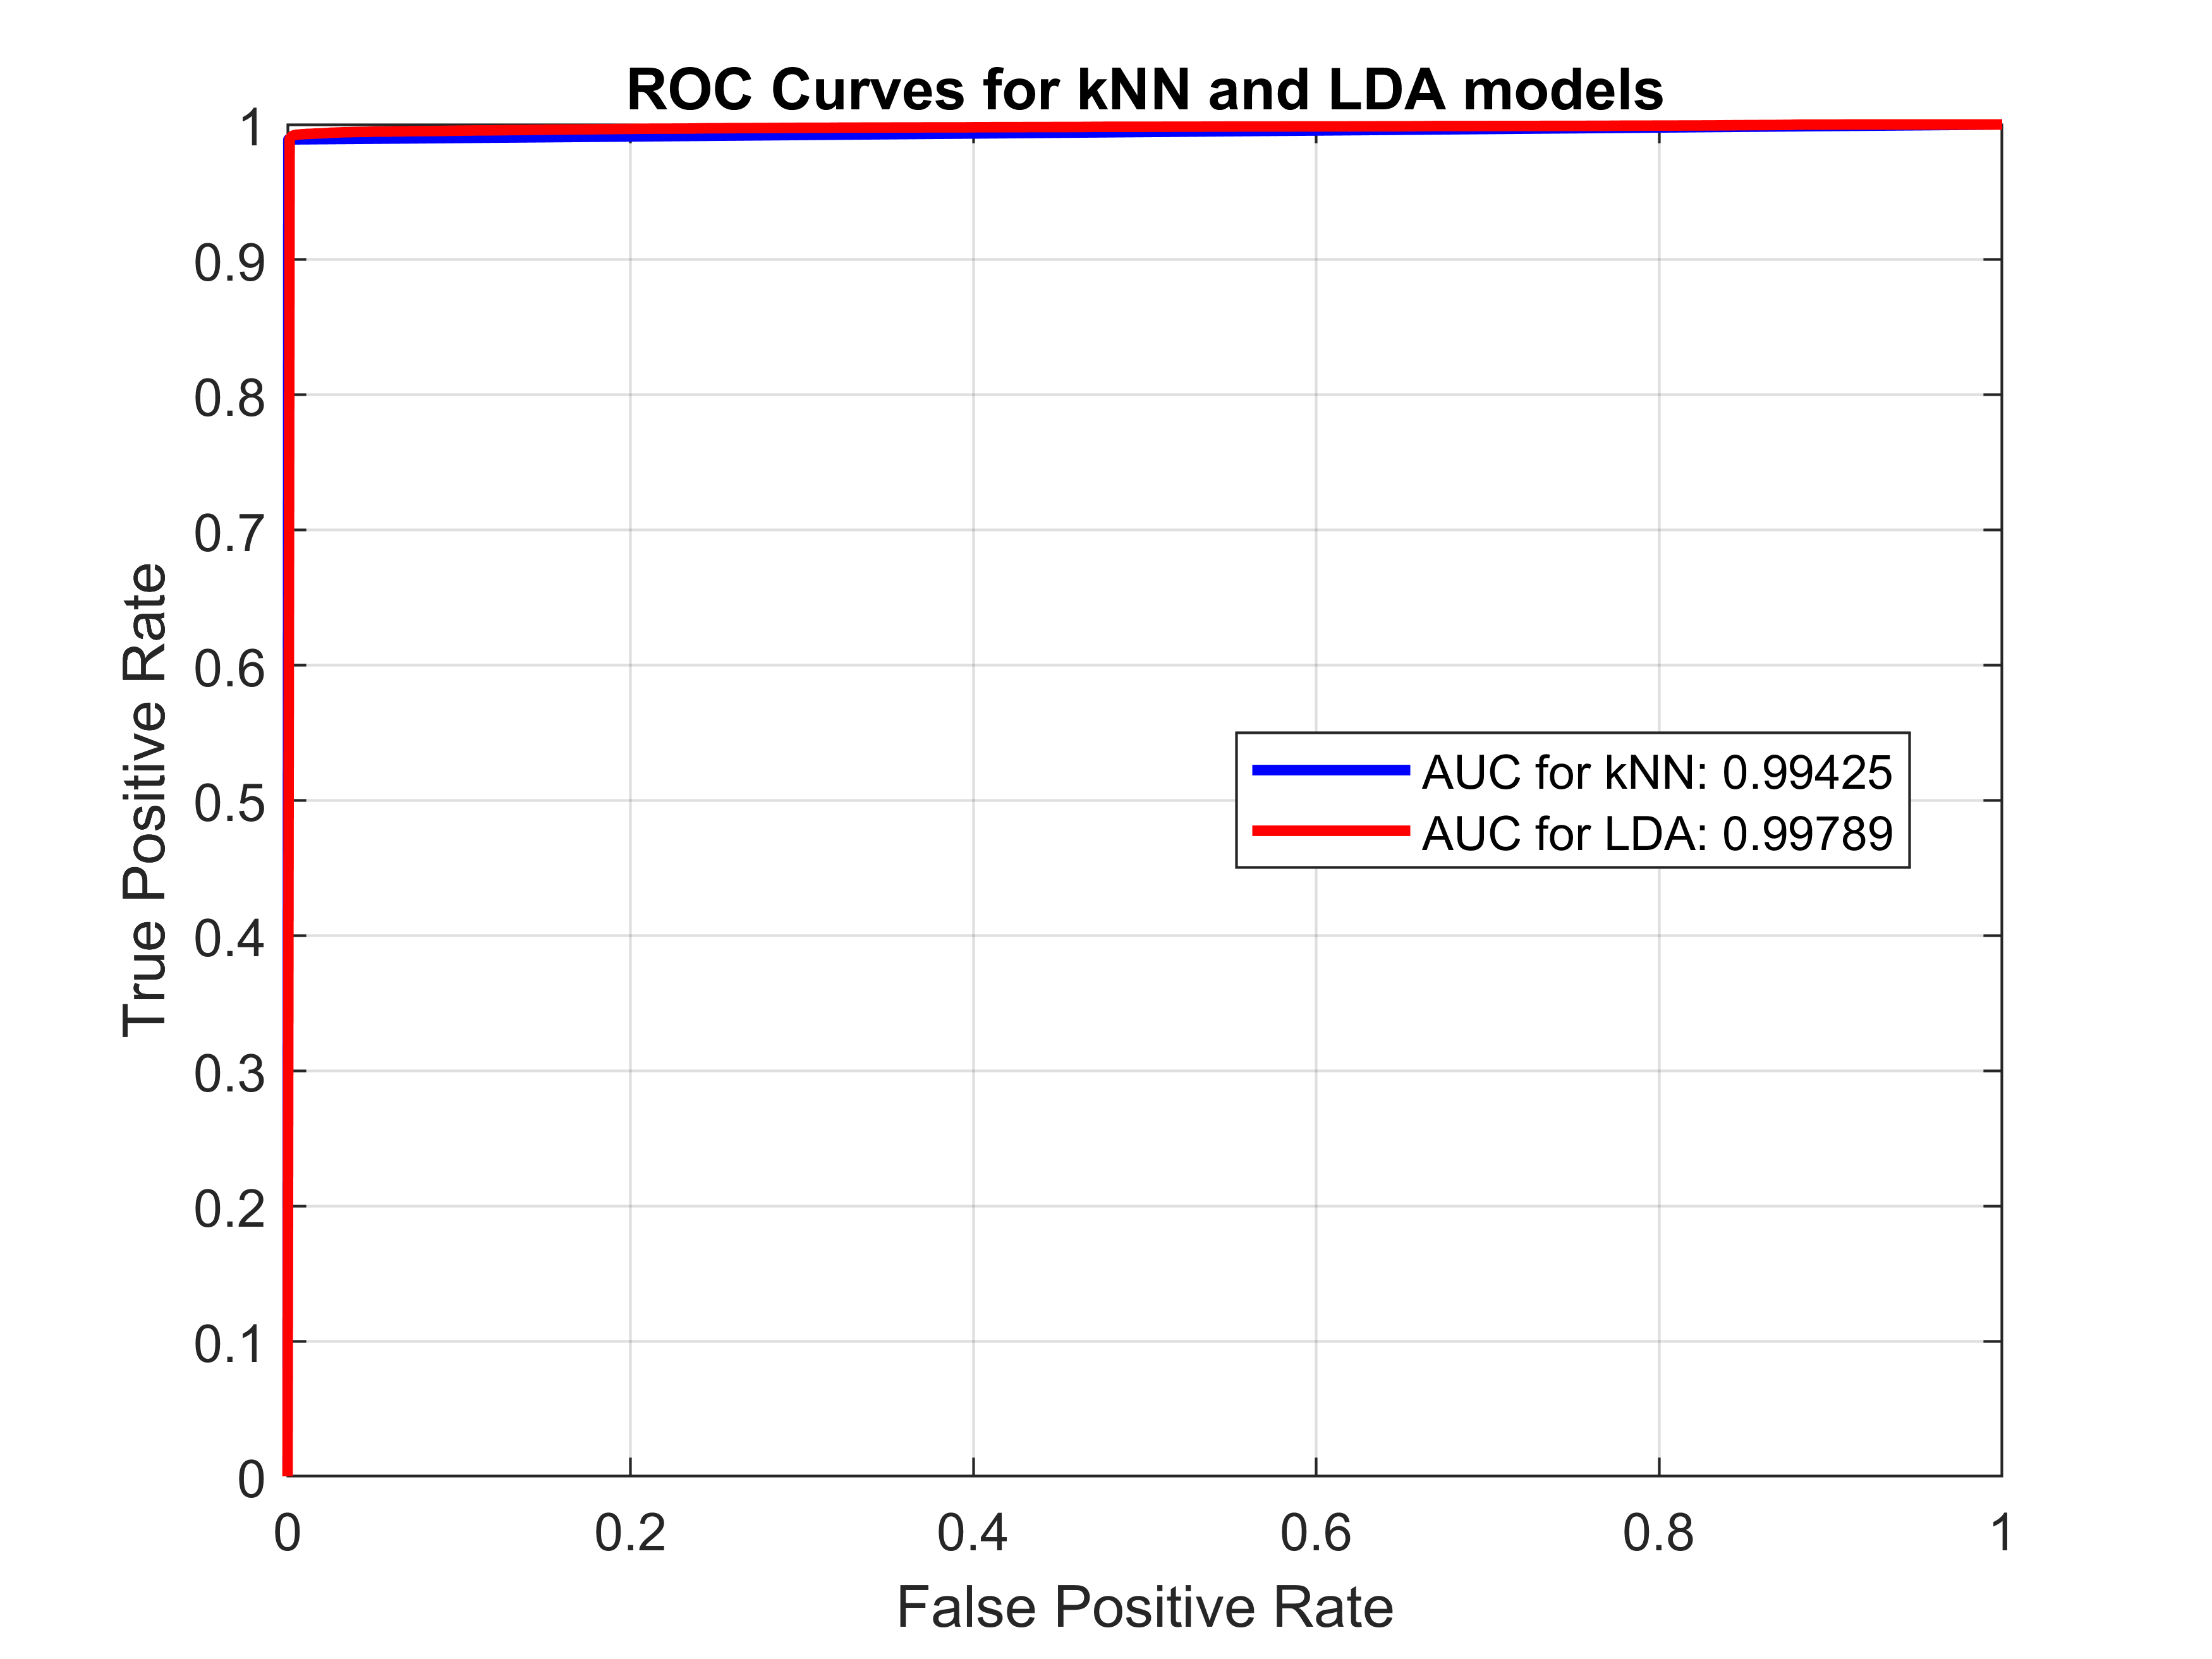 ROC Curves for kNN and LDA models
1
0.9
0.8
0.7
0.6
0.5
0.4
0.3
0.2
0.1
0
True Positive Rate
AUC for kNN: 0.99425
AUC for LDA: 0.99789
0 0.2 0.4 0.6 0.8 1
False Positive Rate